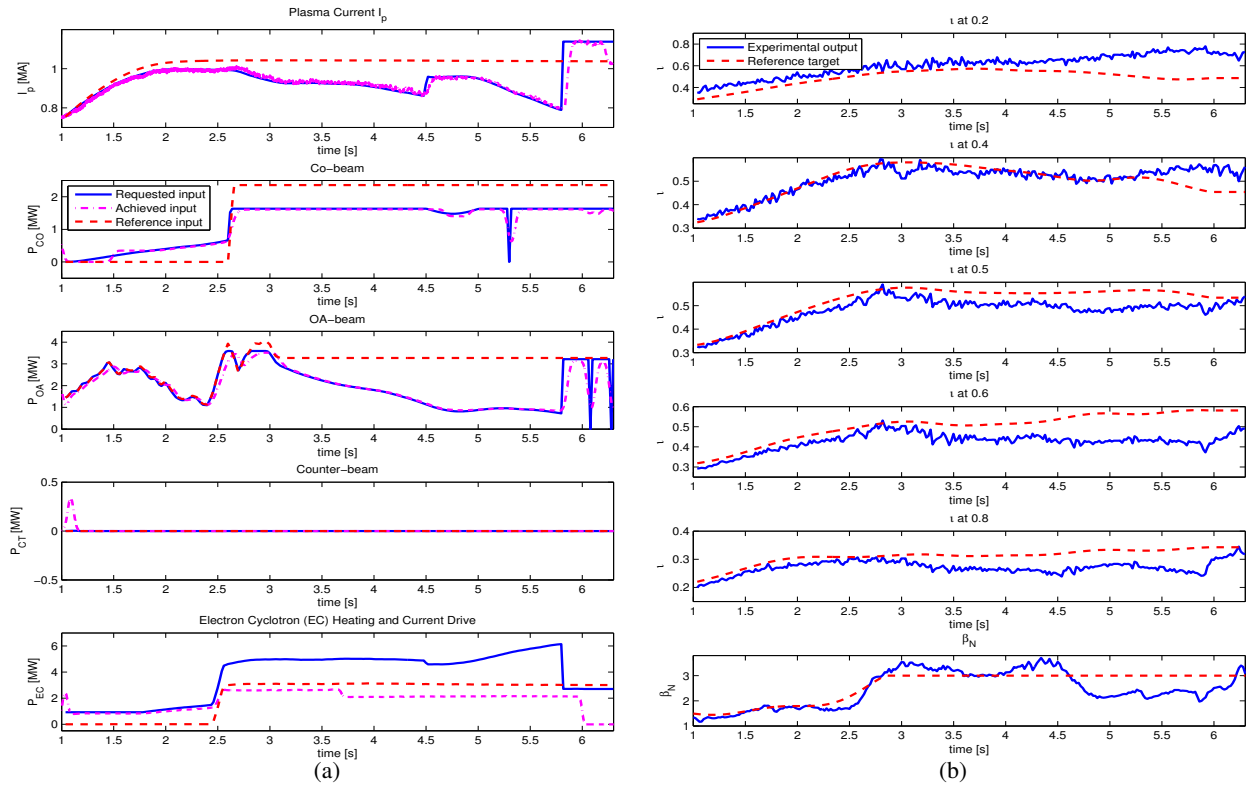 Plasma Current I_p
I_p [MA]
1
0.8
1 1.5 2 2.5 3 3.5 4 4.5 5 5.5 6
time [s]
Co−beam
P_CO [MW]
2
1
0
Requested input
Achieved input
Reference input
1 1.5 2 2.5 3 3.5 4 4.5 5 5.5 6
time [s]
OA−beam
P_OA [MW]
4
3
2
1
0
1 1.5 2 2.5 3 3.5 4 4.5 5 5.5 6
time [s]
Counter−beam
P_CT [MW]
0.5
0
−0.5
1 1.5 2 2.5 3 3.5 4 4.5 5 5.5 6
time [s]
Electron Cyclotron (EC) Heating and Current Drive
P_EC [MW]
6
4
2
0
1 1.5 2 2.5 3 3.5 4 4.5 5 5.5 6
time [s]
(a)
ι at 0.2
ι
0.8
0.6
0.4
Experimental output
Reference target
1 1.5 2 2.5 3 3.5 4 4.5 5 5.5 6
time [s]
ι at 0.4
ι
0.5
0.4
0.3
1 1.5 2 2.5 3 3.5 4 4.5 5 5.5 6
time [s]
ι at 0.5
ι
0.5
0.4
0.3
1 1.5 2 2.5 3 3.5 4 4.5 5 5.5 6
time [s]
ι at 0.6
ι
0.6
0.5
0.4
0.3
1 1.5 2 2.5 3 3.5 4 4.5 5 5.5 6
time [s]
ι at 0.8
ι
0.4
0.3
0.2
1 1.5 2 2.5 3 3.5 4 4.5 5 5.5 6
time [s]
β_N
β_N
3
2
1
1 1.5 2 2.5 3 3.5 4 4.5 5 5.5 6
time [s]
(b)